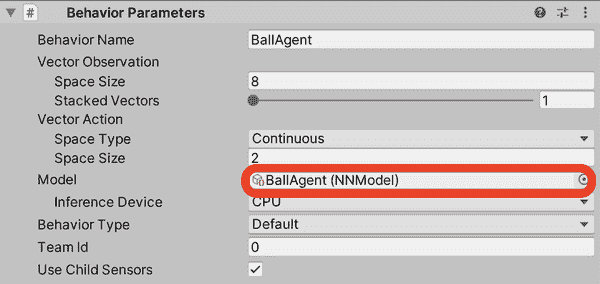 # Behavior Parameters
Behavior Name BallAgent
Vector Observation
Space Size 8
Stacked Vectors 1
Vector Action
Space Type Continuous
Space Size 2
Model BallAgent (NNModel)
Inference Device CPU
Behavior Type Default
Team Id 0
Use Child Sensors